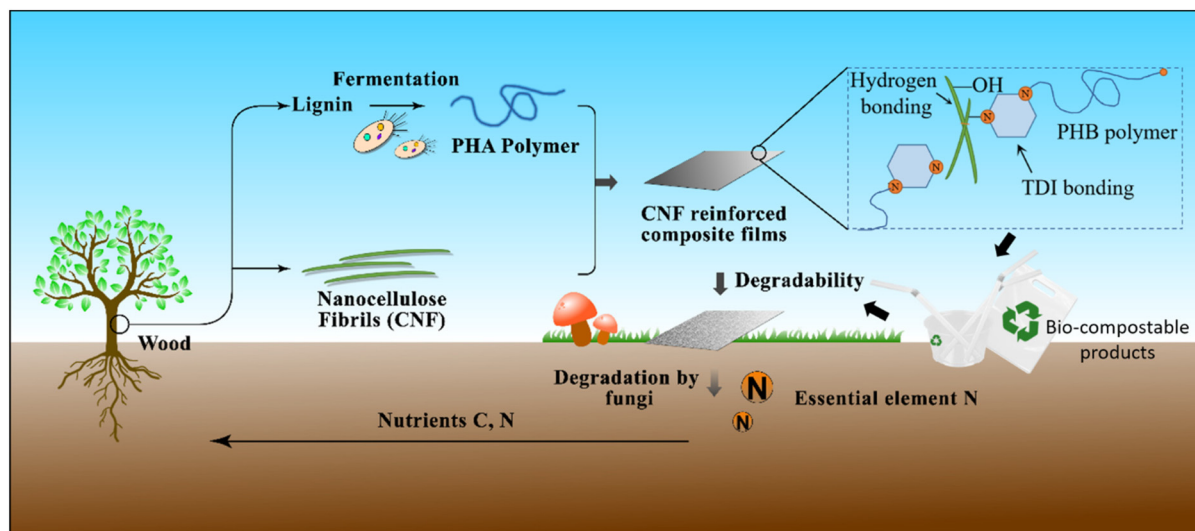 Fermentation
Lignin
PHA Polymer
Nanocellulose
Fibrils (CNF)
Wood
CNF reinforced
composite films
Hydrogen
bonding
OH
N
N
N
N
PHB polymer
TDI bonding
Degradability
Bio-compostable
products
Degradation by
fungi
N
N
Essential element N
Nutrients C, N